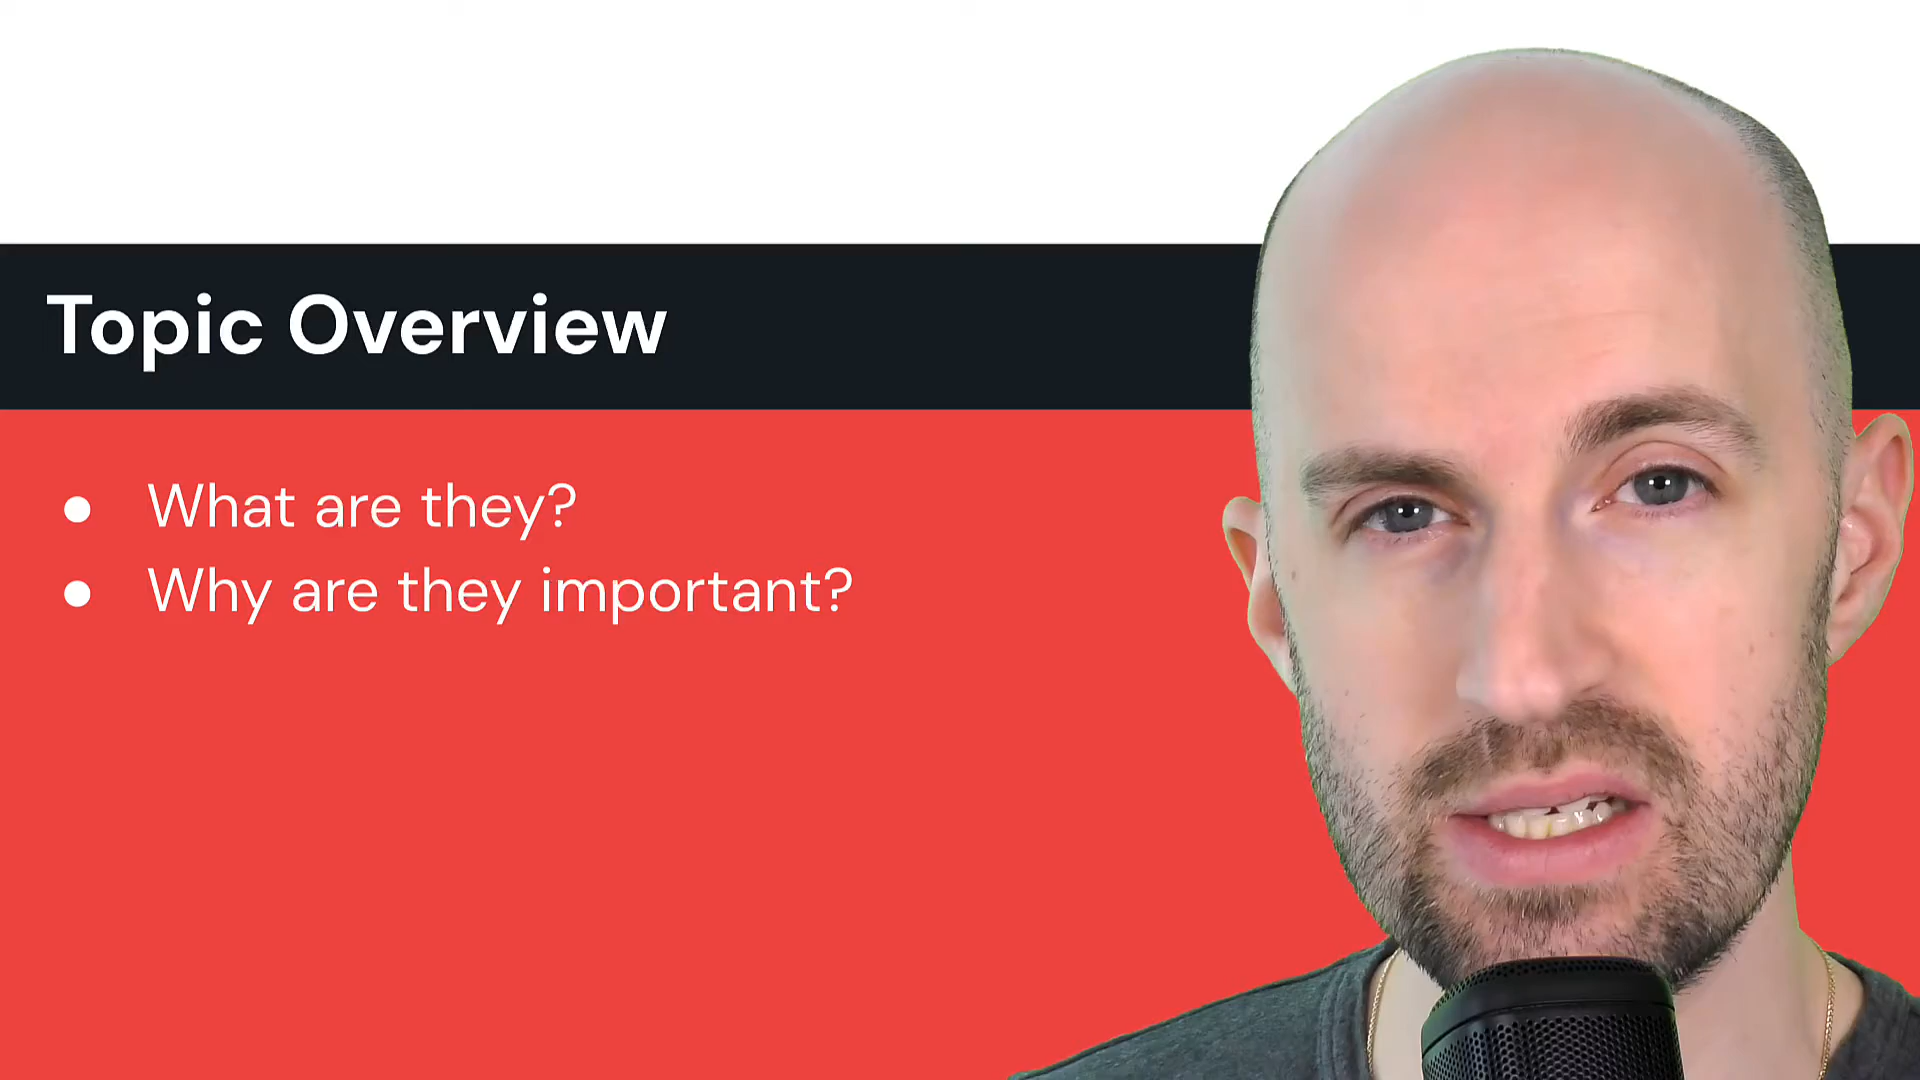 Topic Overview
● What are they?
● Why are they important?